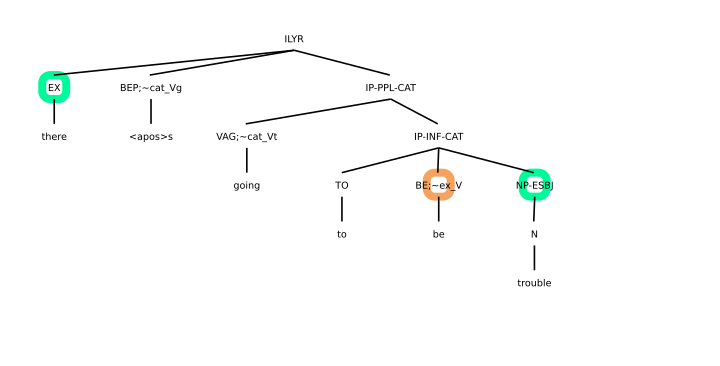 ILYR
EX BEP;~cat_Vg IP-PPL-CAT
there <apos>s VAG;~cat_Vt IP-INF-CAT
going TO BE;~ex_V NP-ESBJ
to be N
trouble